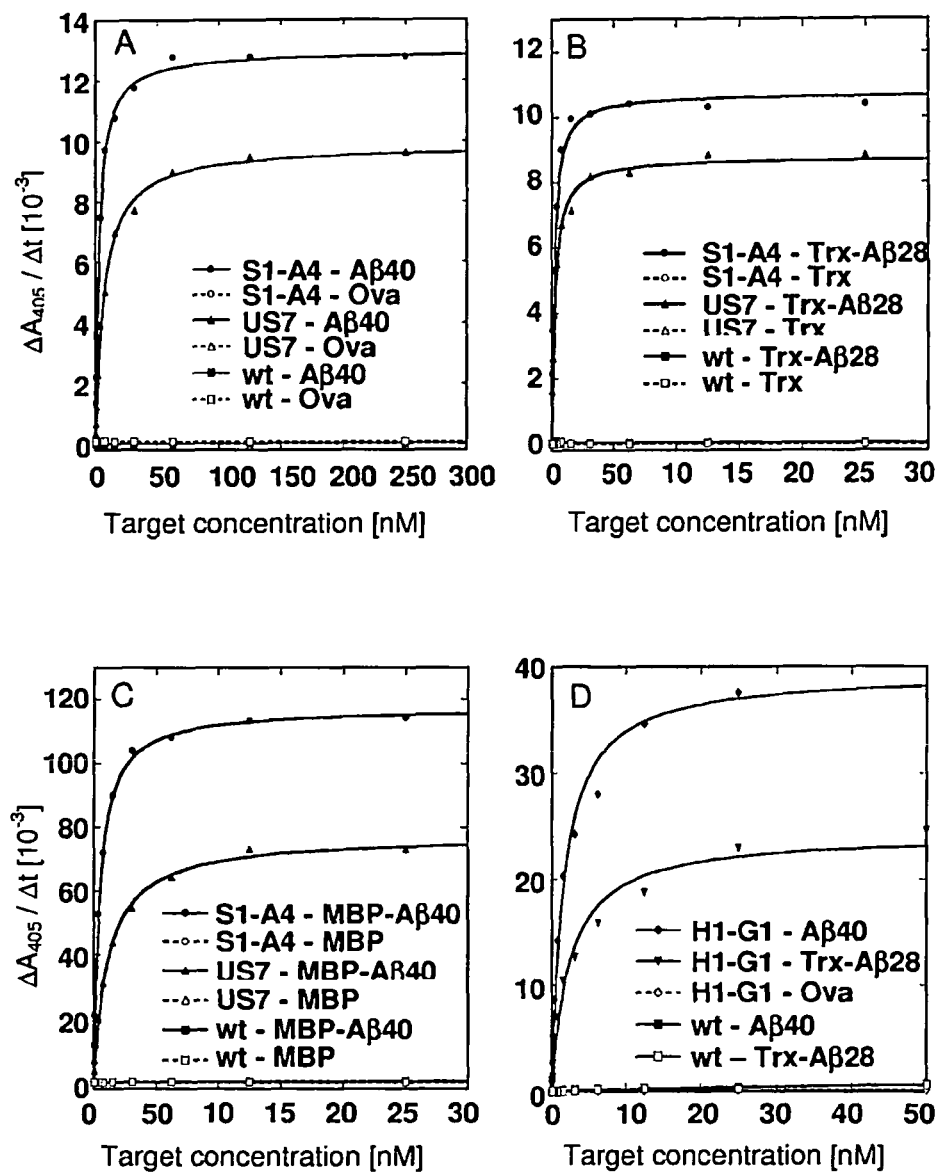 A
14
12
10
8
6
4
2
0
0 50 100 150 200 250 300
ΔA405 / Δt [10-3]
Target concentration [nM]
S1-A4 - Aβ40
S1-A4 - Ova
US7 - Aβ40
US7 - Ova
wt - Aβ40
wt - Ova
B
12
10
8
6
4
2
0
0 50 10 15 20 25 30
Target concentration [nM]
S1-A4 - Trx-Aβ28
S1-A4 - Trx
US7 - Trx-Aβ28
US7 - Trx
wt - Trx-Aβ28
wt - Trx
C
120
100
80
60
40
20
0
0 50 10 15 20 25 30
ΔA405 / Δt [10-3]
Target concentration [nM]
S1-A4 - MBP-Aβ40
S1-A4 - MBP
US7 - MBP-Aβ40
US7 - MBP
wt - MBP-Aβ40
wt - MBP
D
40
30
20
10
0
0 10 20 30 40 50
Target concentration [nM]
H1-G1 - Aβ40
H1-G1 - Trx-Aβ28
H1-G1 - Ova
wt - Aβ40
wt – Trx-Aβ28